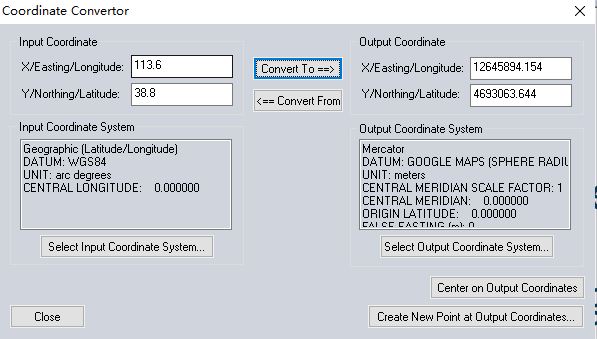 Coordinate Convertor
Input Coordinate
X/Easting/Longitude: 113.6
Y/Northing/Latitude: 38.8
Convert To ==>
<== Convert From
Output Coordinate
X/Easting/Longitude: 12645894.154
Y/Northing/Latitude: 4693063.644
Input Coordinate System
Geographic (Latitude/Longitude)
DATUM: WGS84
UNIT: arc degrees
CENTRAL LONGITUDE: 0.000000
Select Input Coordinate System...
Output Coordinate System
Mercator
DATUM: GOOGLE MAPS (SPHERE RADIU
UNIT: meters
CENTRAL MERIDIAN SCALE FACTOR: 1
CENTRAL MERIDIAN: 0.000000
ORIGIN LATITUDE: 0.000000
FALSE EASTING (m): 0
Select Output Coordinate System...
Center on Output Coordinates
Close
Create New Point at Output Coordinates...